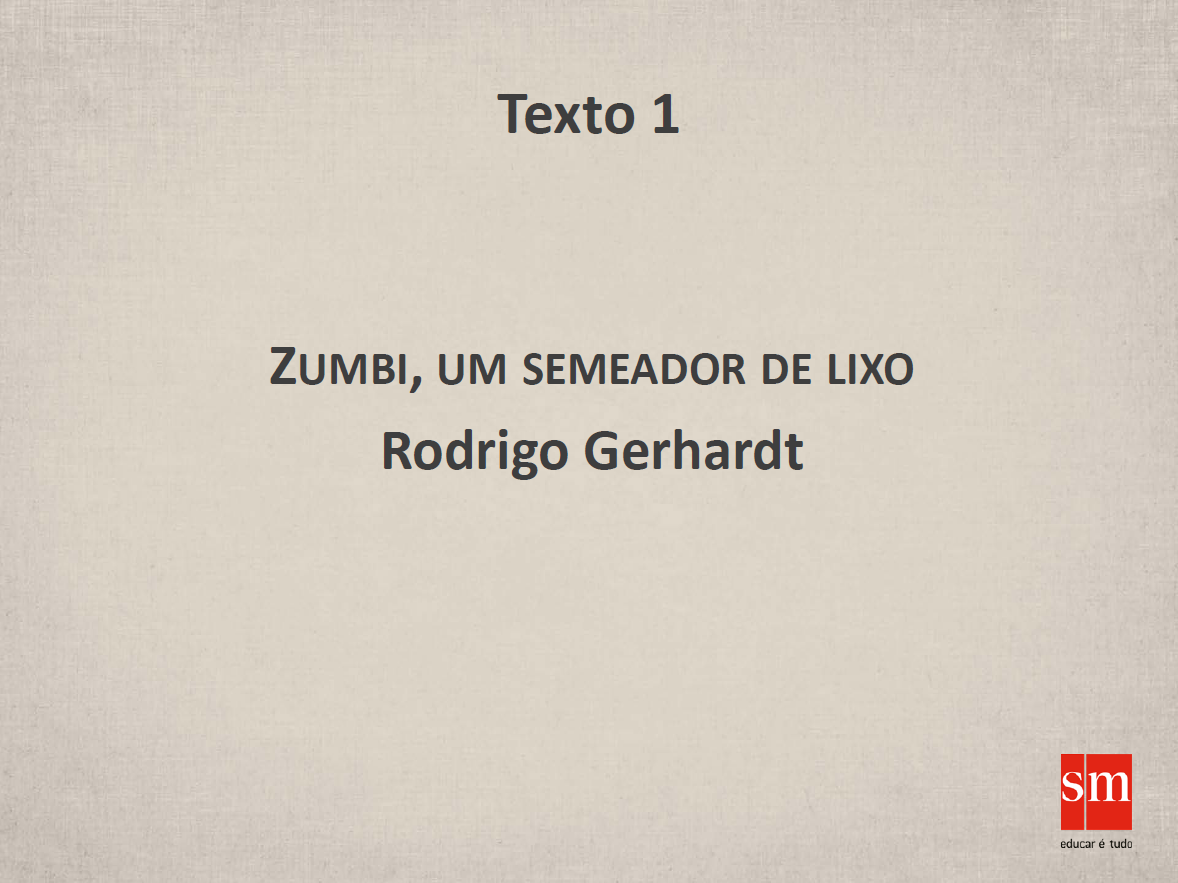 Texto 1
ZUMBI, UM SEMEADOR DE LIXO
Rodrigo Gerhardt
sm
educar é tudo